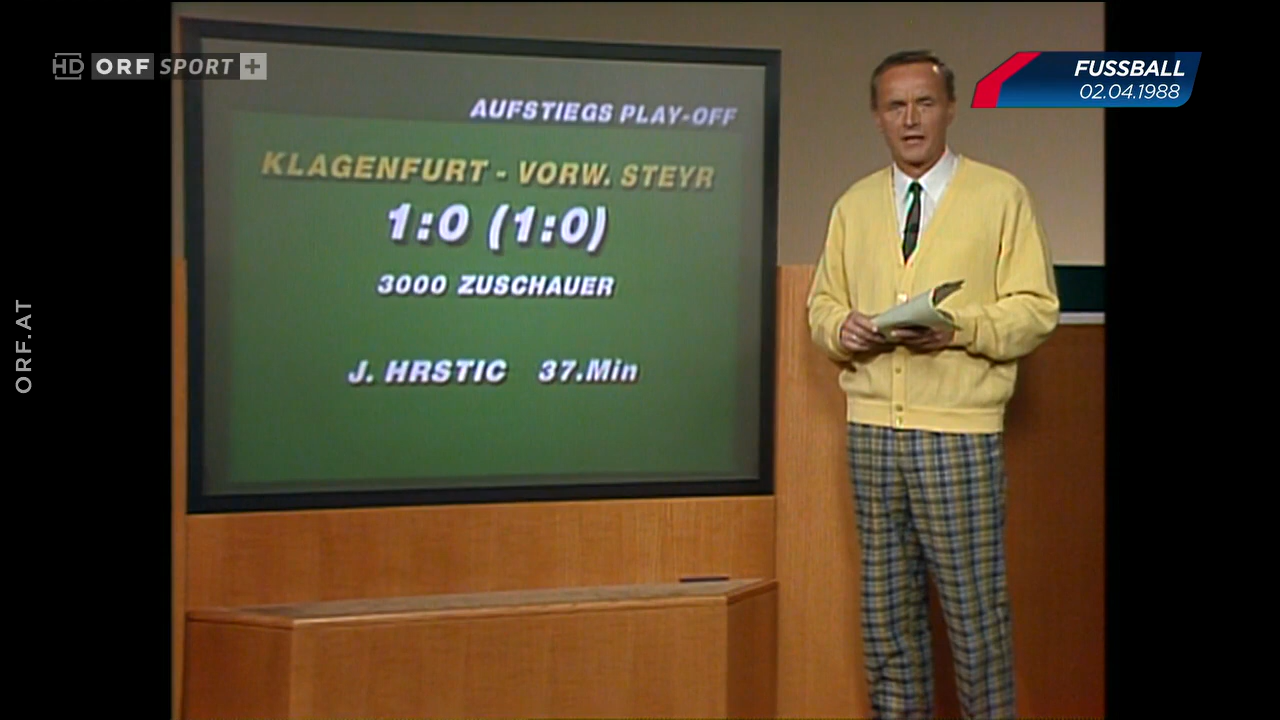 HD ORF SPORT +
FUSSBALL
02.04.1988
AUFSTIEGS PLAY-OFF
KLAGENFURT - VORW. STEYR
1:0 (1:0)
3000 ZUSCHAUER
J. HRSTIC 37.Min
ORF.AT